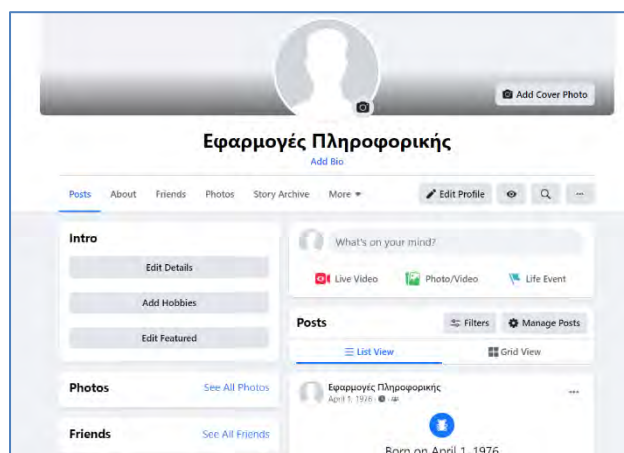 Add Cover Photo
Εφαρμογές Πληροφορικής
Add Bio
Posts About Friends Photos Story Archive More
Edit Profile
Intro
Edit Details
Add Hobbies
Edit Featured
Photos See All Photos
Friends See All Friends
What's on your mind?
Live Video Photo/Video Life Event
Posts Filters Manage Posts
List View Grid View
Εφαρμογές Πληροφορικής
April 1, 1976
Born on April 1, 1976